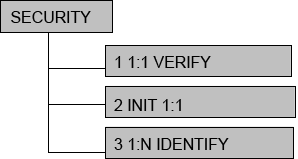 SECURITY
1 1:1 VERIFY
2 INIT 1:1
3 1:N IDENTIFY